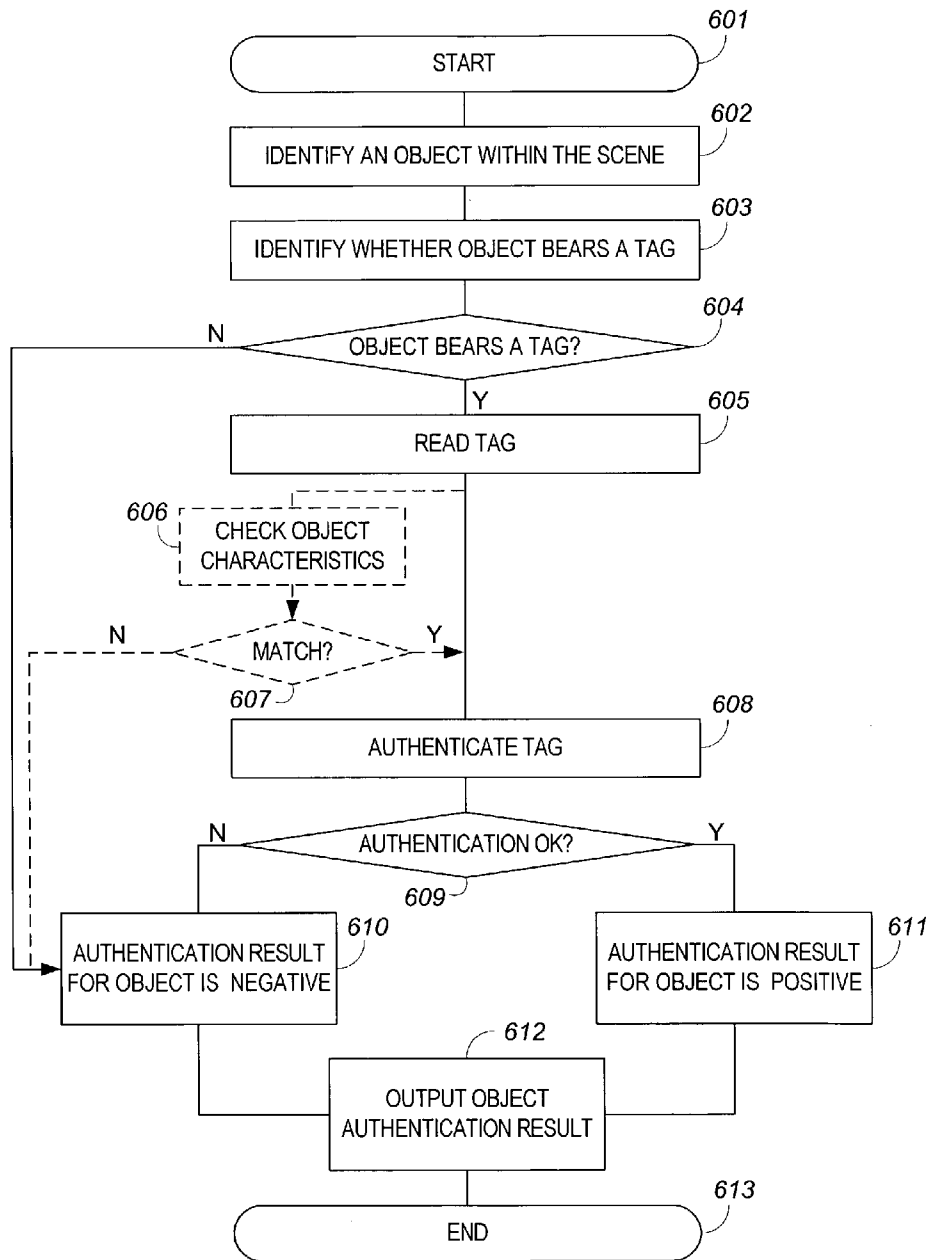 601
START
602
IDENTIFY AN OBJECT WITHIN THE SCENE
603
IDENTIFY WHETHER OBJECT BEARS A TAG
604
N
OBJECT BEARS A TAG?
Y
605
READ TAG
606
CHECK OBJECT
CHARACTERISTICS
N
MATCH?
Y
607
608
AUTHENTICATE TAG
N
AUTHENTICATION OK?
Y
609
610
AUTHENTICATION RESULT
FOR OBJECT IS NEGATIVE
611
AUTHENTICATION RESULT
FOR OBJECT IS POSITIVE
612
OUTPUT OBJECT
AUTHENTICATION RESULT
613
END